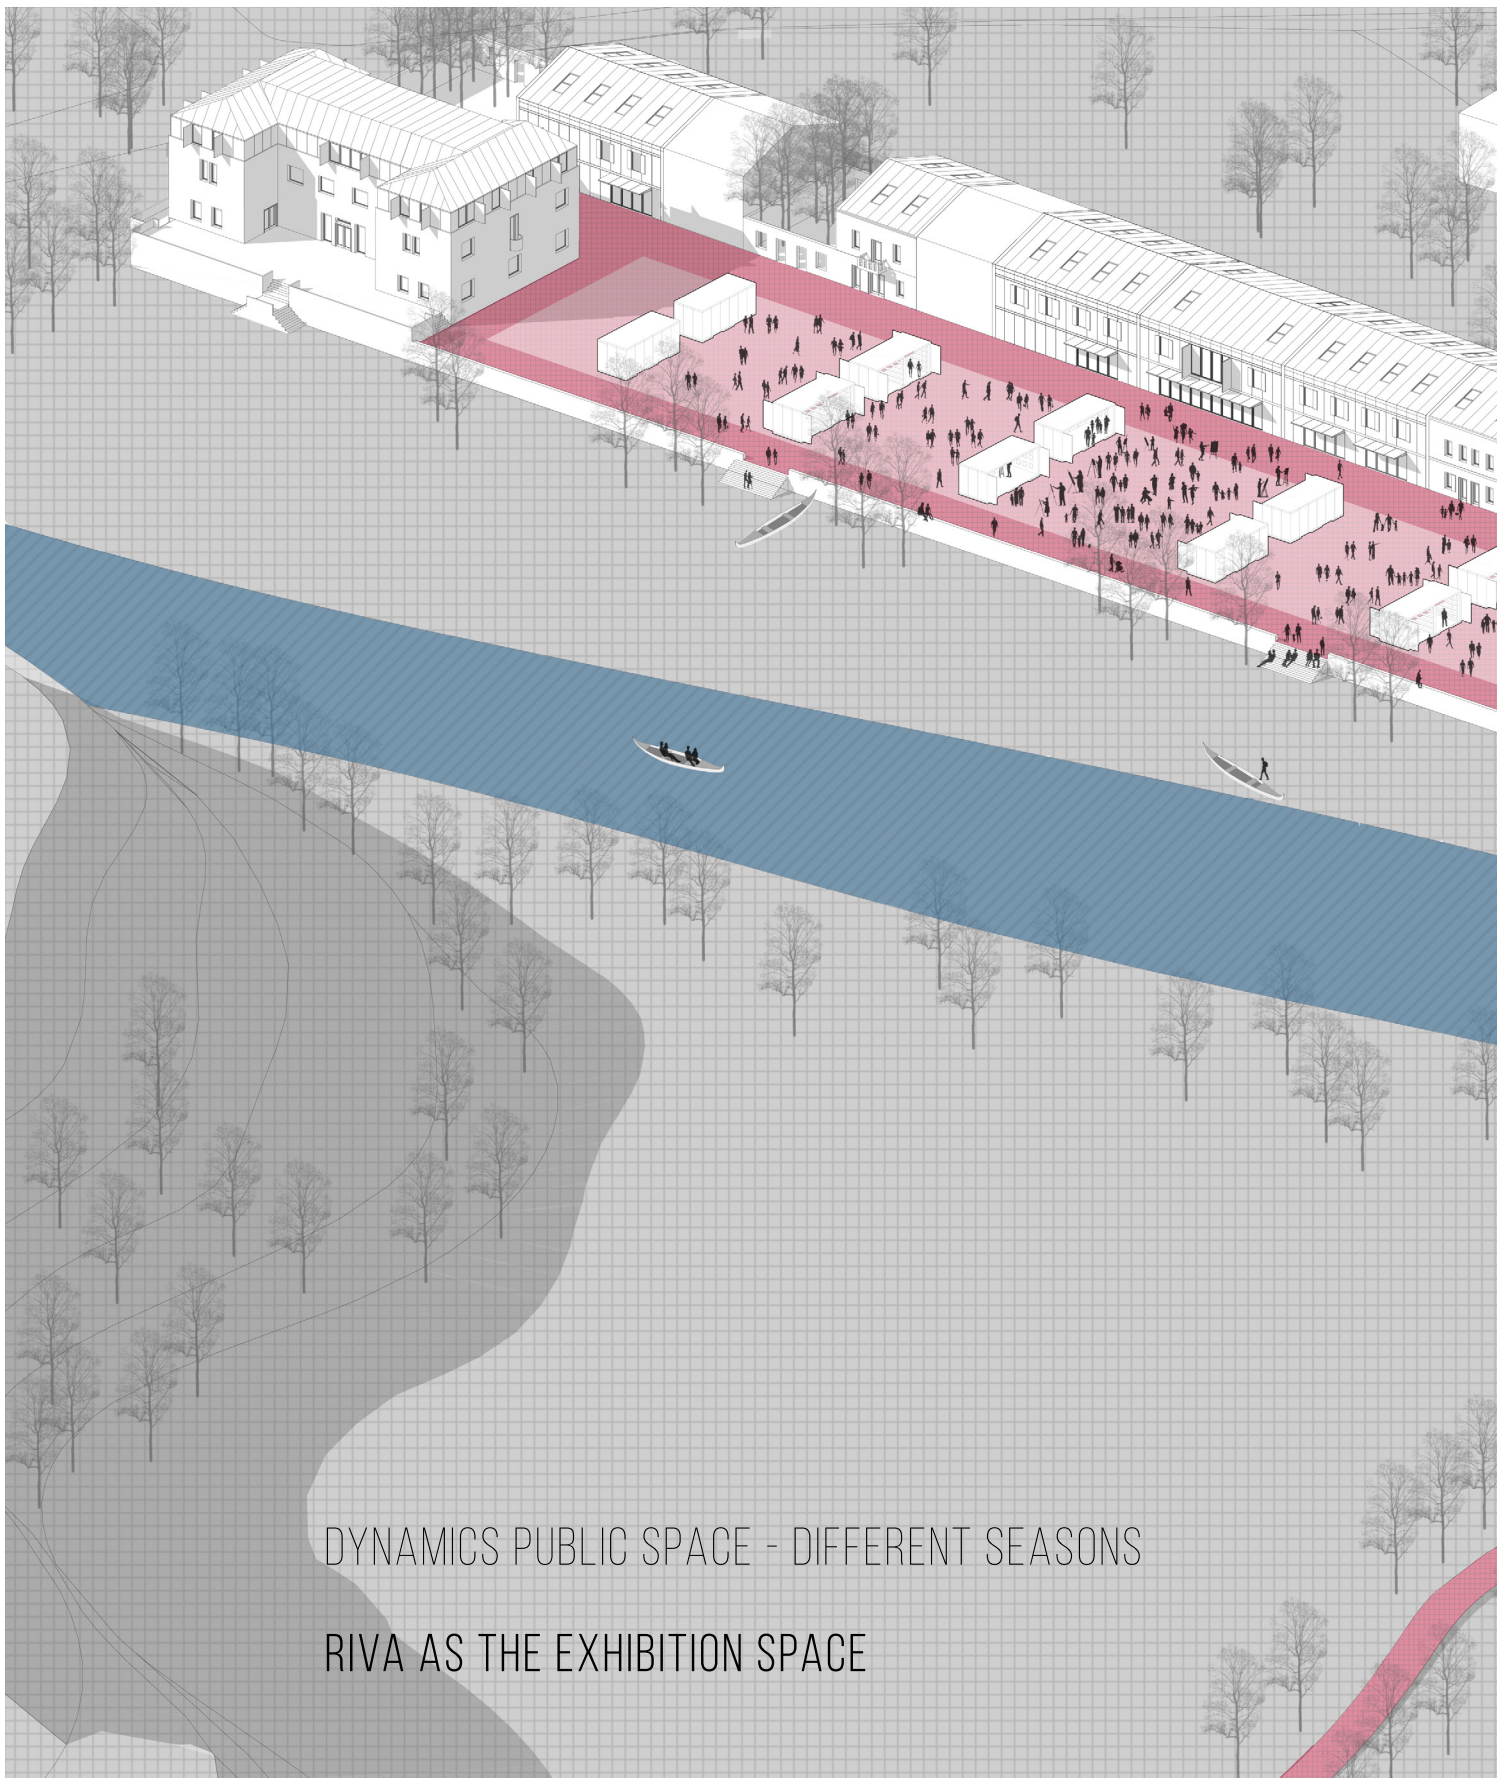 DYNAMICS PUBLIC SPACE - DIFFERENT SEASONS
RIVA AS THE EXHIBITION SPACE